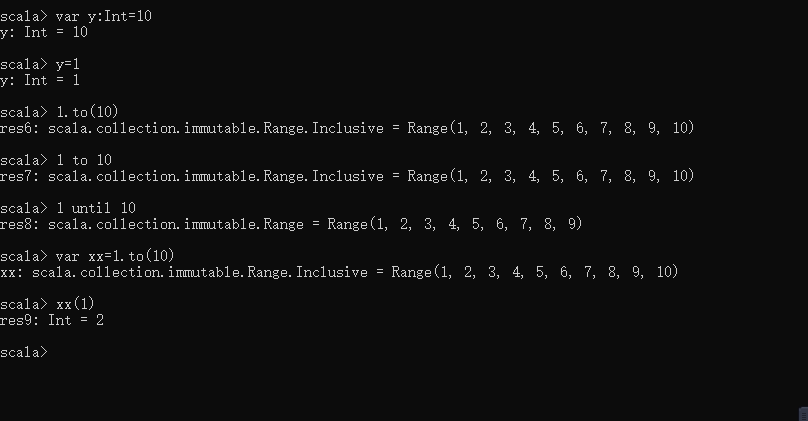 scala> var y:Int=10
y: Int = 10
scala> y=1
y: Int = 1
scala> 1.to(10)
res6: scala.collection.immutable.Range.Inclusive = Range(1, 2, 3, 4, 5, 6, 7, 8, 9, 10)
scala> 1 to 10
res7: scala.collection.immutable.Range.Inclusive = Range(1, 2, 3, 4, 5, 6, 7, 8, 9, 10)
scala> 1 until 10
res8: scala.collection.immutable.Range = Range(1, 2, 3, 4, 5, 6, 7, 8, 9)
scala> var xx=1.to(10)
xx: scala.collection.immutable.Range.Inclusive = Range(1, 2, 3, 4, 5, 6, 7, 8, 9, 10)
scala> xx(1)
res9: Int = 2
scala>